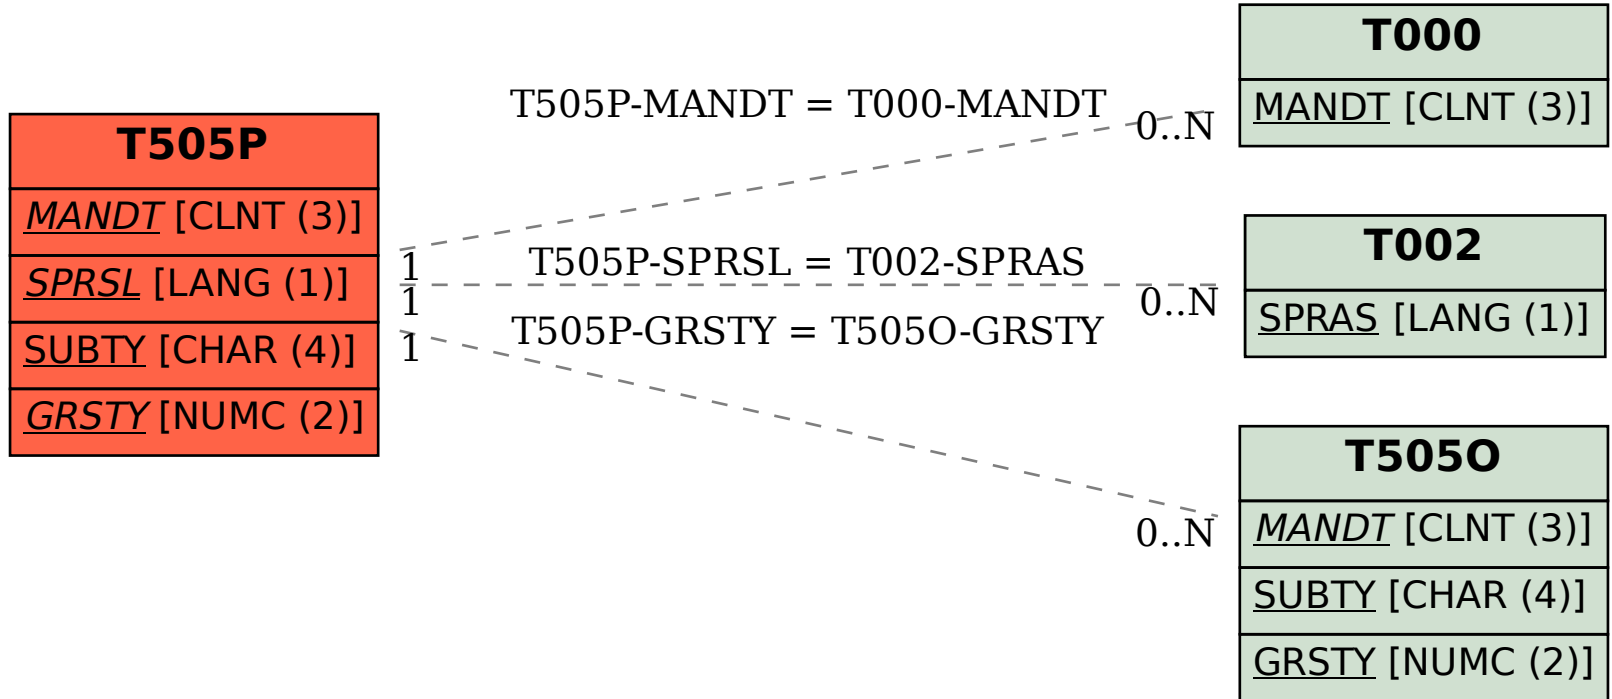 T505P
MANDT [CLNT (3)]
SPRSL [LANG (1)]
SUBTY [CHAR (4)]
GRSTY [NUMC (2)]
T505P-MANDT = T000-MANDT
0..N
1
T505P-SPRSL = T002-SPRAS
1
0..N
T505P-GRSTY = T505O-GRSTY
1
0..N
T000
MANDT [CLNT (3)]
T002
SPRAS [LANG (1)]
T505O
MANDT [CLNT (3)]
SUBTY [CHAR (4)]
GRSTY [NUMC (2)]